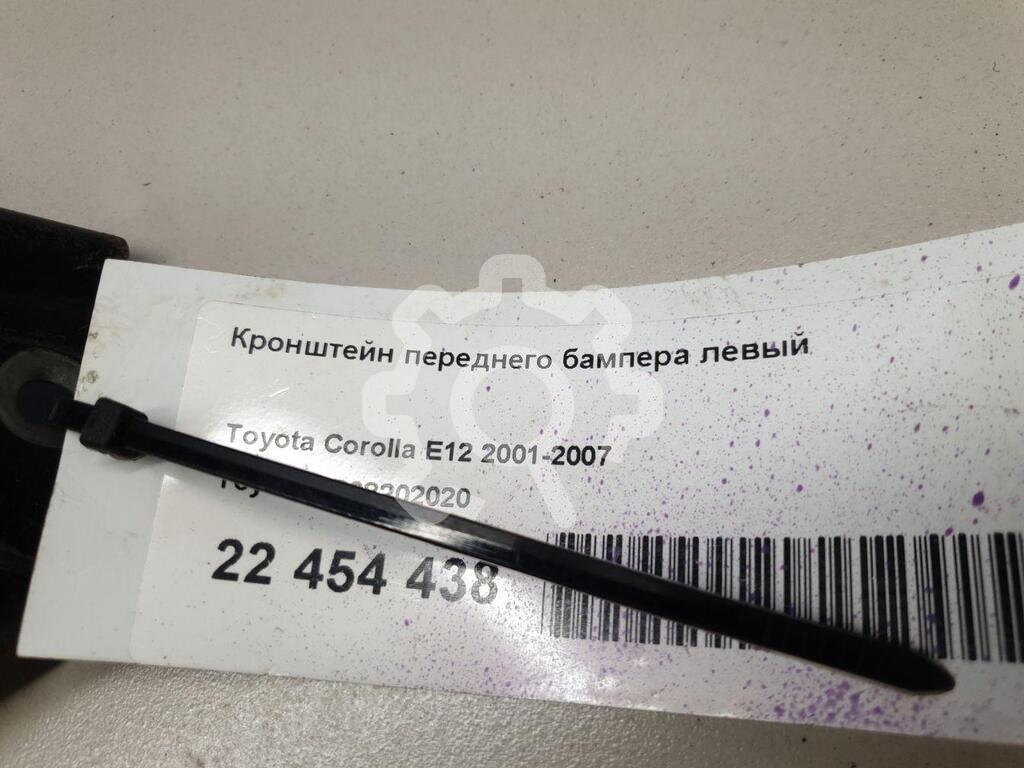 Кронштейн переднего бампера левый
Toyota Corolla E12 2001-2007
22 454 438